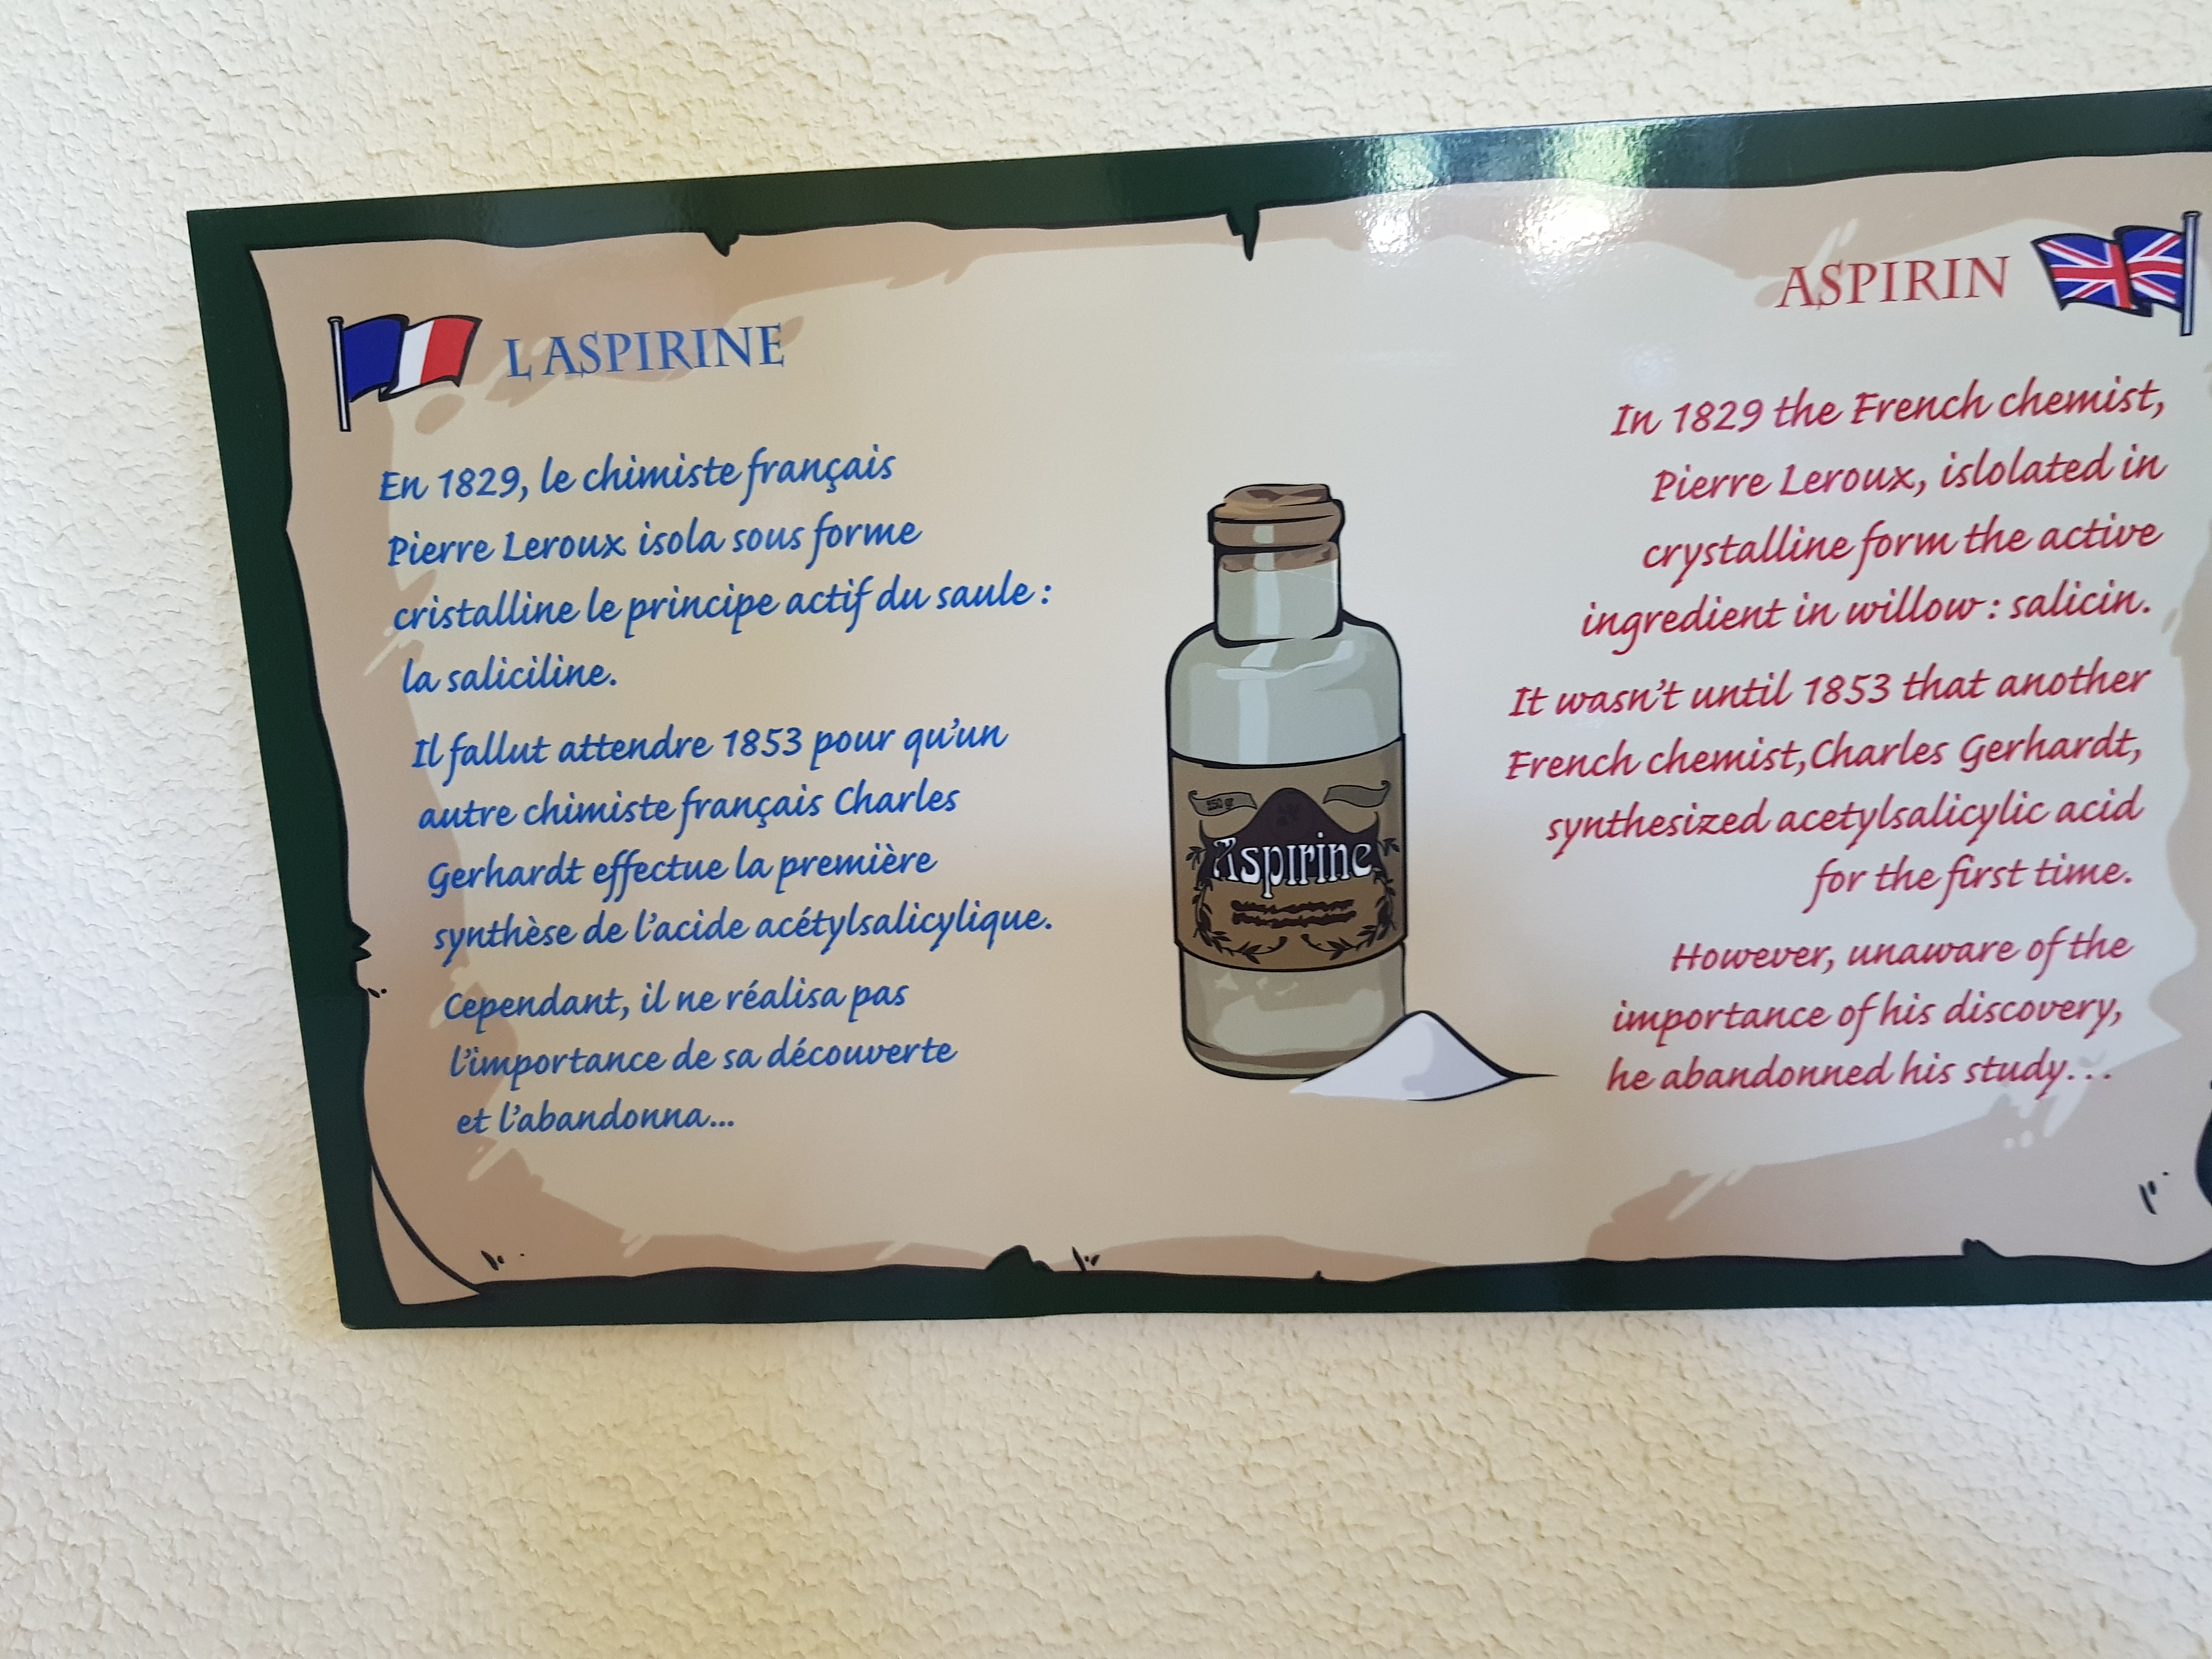 L ASPIRINE
En 1829, le chimiste français
Pierre Leroux isola sous forme
cristalline le principe actif du saule :
la saliciline.
Il fallut attendre 1853 pour qu'un
autre chimiste français Charles
Gerhardt effectue la première
synthèse de l'acide acétylsalicylique.
Cependant, il ne réalisa pas
l'importance de sa découverte
et l'abandonna...
Aspirine
ASPIRIN
In 1829 the French chemist,
Pierre Leroux, islolated in
crystalline form the active
ingredient in willow : salicin.
It wasn't until 1853 that another
French chemist,Charles Gerhardt,
synthesized acetylsalicylic acid
for the first time.
However, unaware of the
importance of his discovery,
he abandonned his study...